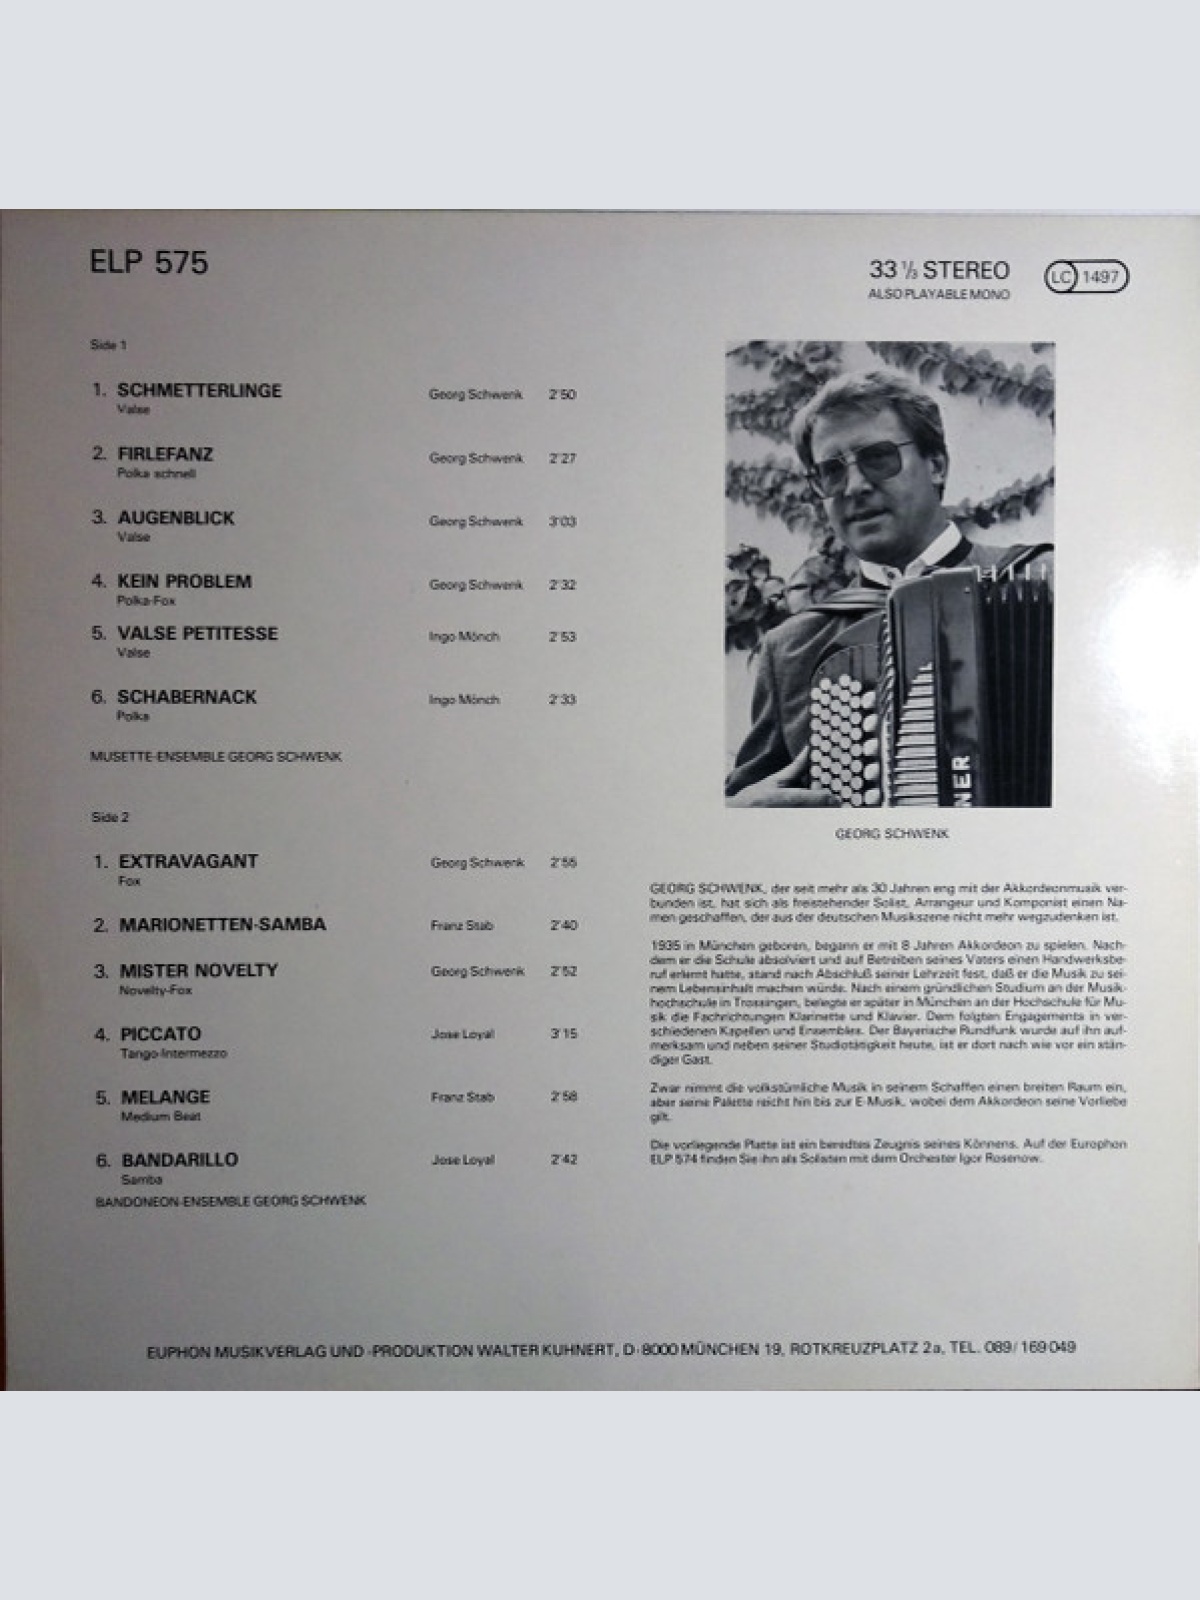 ELP 575
33 ⅓ STEREO
ALSO PLAYABLE MONO
LC 1497
Side 1
1. SCHMETTERLINGE Georg Schwenk 2'50
Valse
2. FIRLEFANZ Georg Schwenk 2'27
Polka schnell
3. AUGENBLICK Georg Schwenk 3'03
Valse
4. KEIN PROBLEM Georg Schwenk 2'32
Polka-Fox
5. VALSE PETITESSE Ingo Mönch 2'53
Valse
6. SCHABERNACK Ingo Mönch 2'33
Polka
MUSETTE-ENSEMBLE GEORG SCHWENK
Side 2
1. EXTRAVAGANT Georg Schwenk 2'55
Fox
2. MARIONETTEN-SAMBA Franz Stab 2'40
3. MISTER NOVELTY Georg Schwenk 2'52
Novelty-Fox
4. PICCATO Jose Loyal 3'15
Tango-Intermezzo
5. MELANGE Franz Stab 2'58
Medium Beat
6. BANDARILLO Jose Loyal 2'42
Samba
BANDONEON-ENSEMBLE GEORG SCHWENK
NER
GEORG SCHWENK
GEORG SCHWENK, der seit mehr als 30 Jahren eng mit der Akkordeonmusik ver-
bunden ist, hat sich als freistehender Solist, Arrangeur und Komponist einen Na-
men geschaffen, der aus der deutschen Musikszene nicht mehr wegzudenken ist.
1935 in München geboren, begann er mit 8 Jahren Akkordeon zu spielen. Nach-
dem er die Schule absolviert und auf Betreiben seines Vaters einen Handwerksbe-
ruf erlernt hatte, stand nach Abschluß seiner Lehrzeit fest, daß er die Musik zu sei-
nem Lebensinhalt machen würde. Nach einem gründlichen Studium an der Musik-
hochschule in Trossingen, belegte er später in München an der Hochschule für Mu-
sik die Fachrichtungen Klarinette und Klavier. Dem folgten Engagements in ver-
schiedenen Kapellen und Ensembles. Der Bayerische Rundfunk wurde auf ihn auf-
merksam und neben seiner Studiotätigkeit heute, ist er dort nach wie vor ein stän-
diger Gast.
Zwar nimmt die volkstümliche Musik in seinem Schaffen einen breiten Raum ein,
aber seine Palette reicht hin bis zur E-Musik, wobei dem Akkordeon seine Vorliebe
gilt.
Die vorliegende Platte ist ein beredtes Zeugnis seines Könnens. Auf der Europhon
ELP 574 finden Sie ihn als Solisten mit dem Orchester Igor Rosenow.
EUPHON MUSIKVERLAG UND -PRODUKTION WALTER KUHNERT, D-8000 MÜNCHEN 19, ROTKREUZPLATZ 2a, TEL. 089/169049